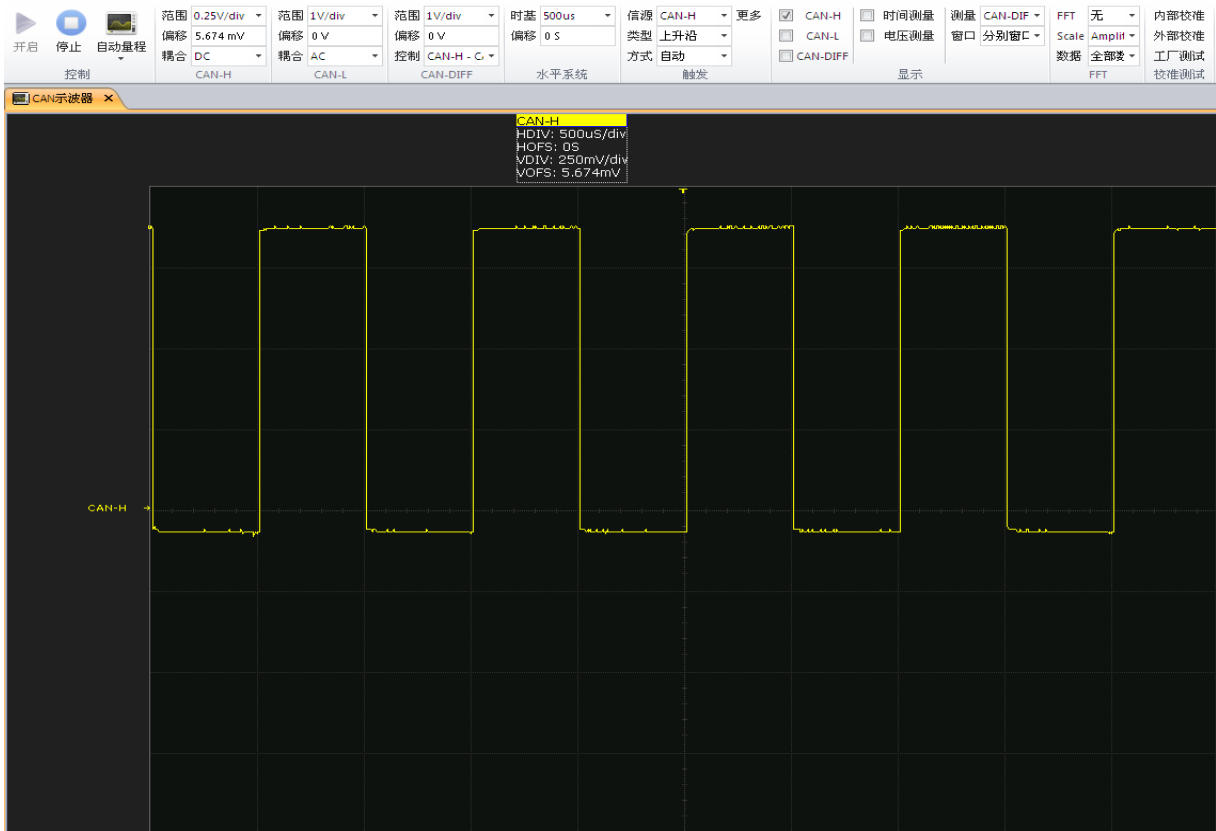 范围 0.25V/div 范围 1V/div 范围 1V/div 时基 500us 信源 CAN-H 更多 CAN-H 时间测量 测量 CAN-DIF FFT 无 内部校准
开启 停止 自动量程 偏移 5.674 mV 偏移 0 V 偏移 0 V 偏移 0 S 类型 上升沿 CAN-L 电压测量 窗口 分别窗口 Scale Amplit 外部校准
耦合 DC 耦合 AC 控制 CAN-H - C 方式 自动 CAN-DIFF 数据 全部数 工厂测试
控制 CAN-H CAN-L CAN-DIFF 水平系统 触发 显示 FFT 校准测试
CAN示波器
CAN-H
HDIV: 500uS/div
HOFS: 0S
VDIV: 250mV/div
VOFS: 5.674mV
T
CAN-H